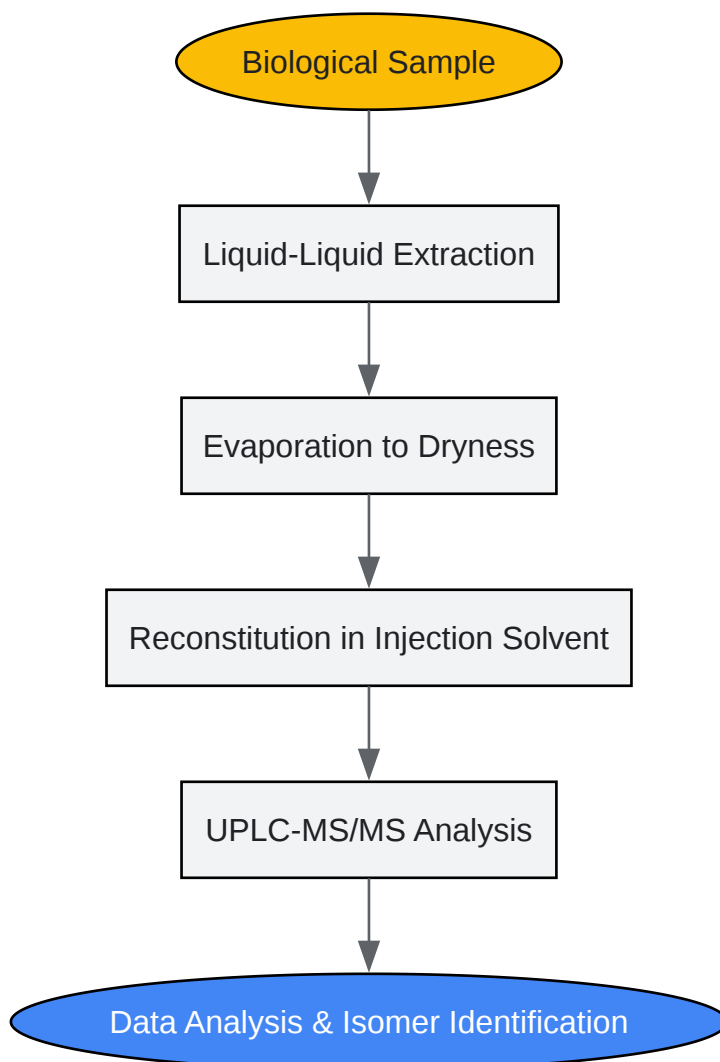 Biological Sample
Liquid-Liquid Extraction
Evaporation to Dryness
Reconstitution in Injection Solvent
UPLC-MS/MS Analysis
Data Analysis & Isomer Identification